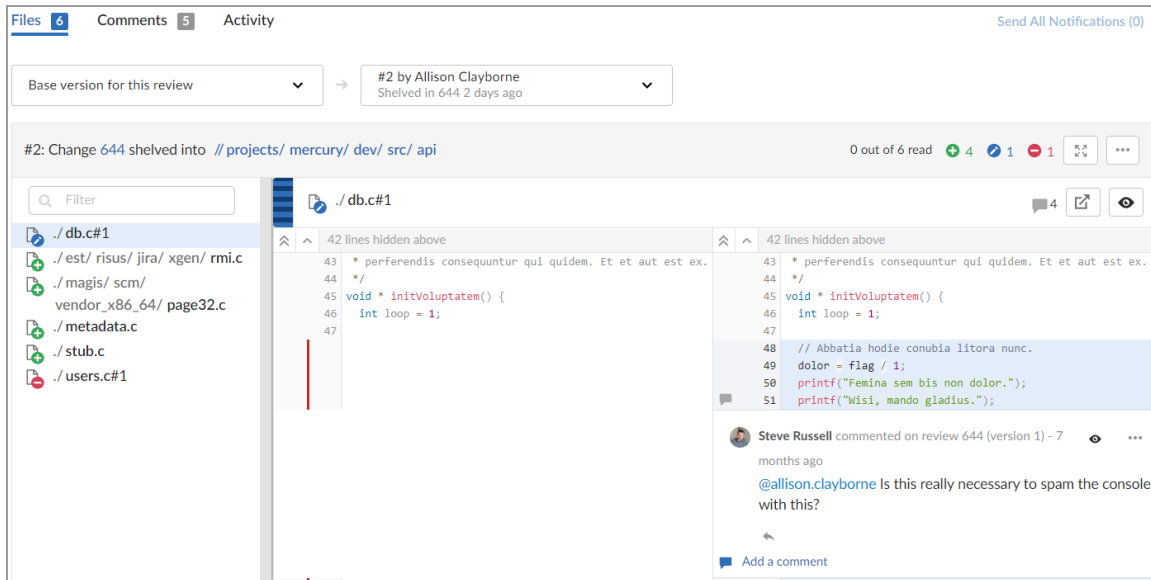 Files 6 Comments 5 Activity Send All Notifications (0)
Base version for this review
#2 by Allison Clayborne
Shelved in 644 2 days ago
#2: Change 644 shelved into // projects/ mercury/ dev/ src/ api 0 out of 6 read 4 1 1
Filter
./ db.c#1
./ est/ risus/ jira/ xgen/ rmi.c
./ magis/ scm/
vendor_x86_64/ page32.c
./ metadata.c
./ stub.c
./ users.c#1
./ db.c#1 4
42 lines hidden above
43 * perferendis consequuntur qui quidem. Et et aut est ex.
44 */
45 void * initVoluptatem() {
46 int loop = 1;
47
42 lines hidden above
43 * perferendis consequuntur qui quidem. Et et aut est ex.
44 */
45 void * initVoluptatem() {
46 int loop = 1;
47
48 // Abbatia hodie conubia litora nunc.
49 dolor = flag / 1;
50 printf("Femina sem bis non dolor.");
51 printf("Wisi, mando gladius.");
Steve Russell commented on review 644 (version 1) - 7
months ago
@allison.clayborne Is this really necessary to spam the console
with this?
Add a comment